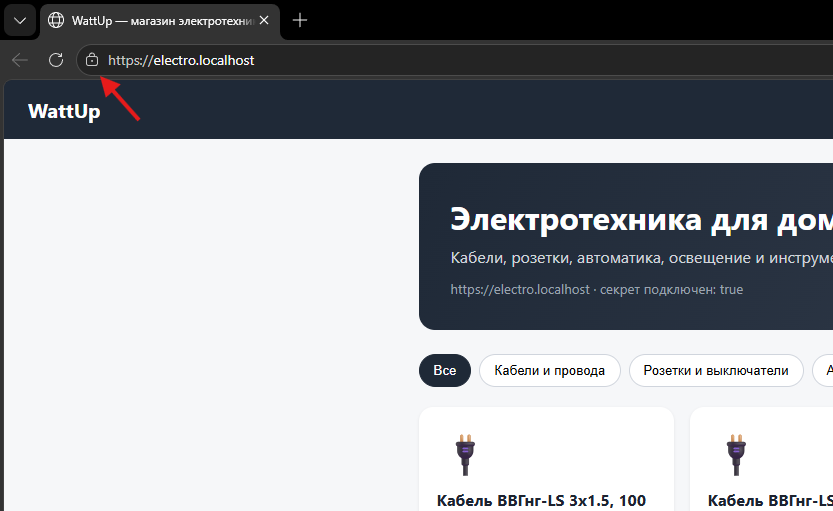 WattUp — магазин электротехни
https://electro.localhost
WattUp
Электротехника для дом
Кабели, розетки, автоматика, освещение и инструме
https://electro.localhost · секрет подключен: true
Все
Кабели и провода
Розетки и выключатели
А
Кабель ВВГнг-LS 3x1.5, 100
Кабель ВВГнг-LS